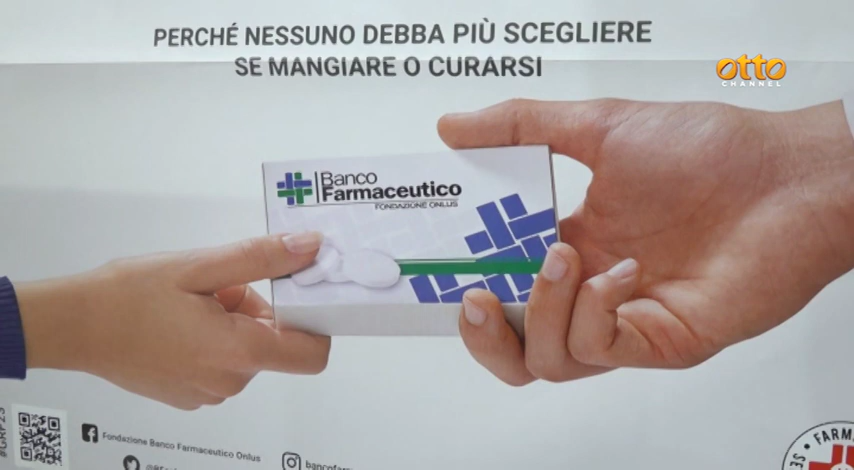 PERCHÉ NESSUNO DEBBA PIÙ SCEGLIERE
SE MANGIARE O CURARSI
otto
CHANNEL
Banco
Farmaceutico
FONDAZIONE ONLUS
Fondazione Banco Farmaceutico Onlus